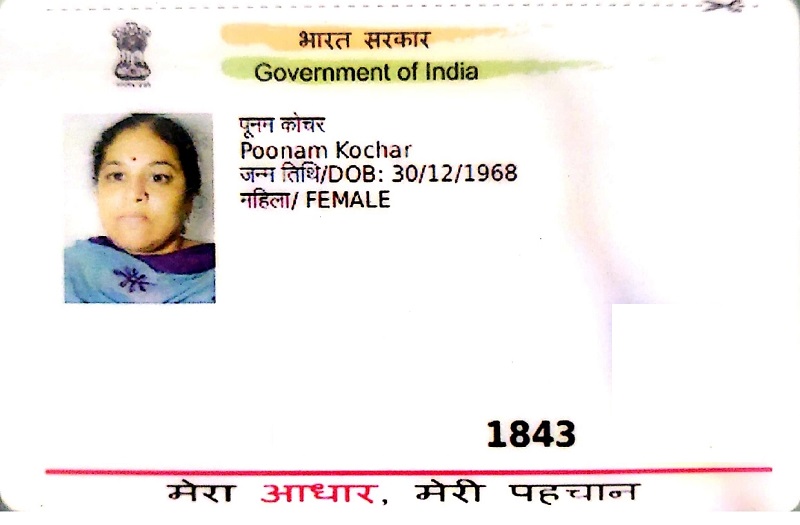 भारत सरकार
Government of India
पूनम कोचर
Poonam Kochar
जन्म तिथि/DOB: 30/12/1968
महिला/ FEMALE
1843
मेरा आधार, मेरी पहचान